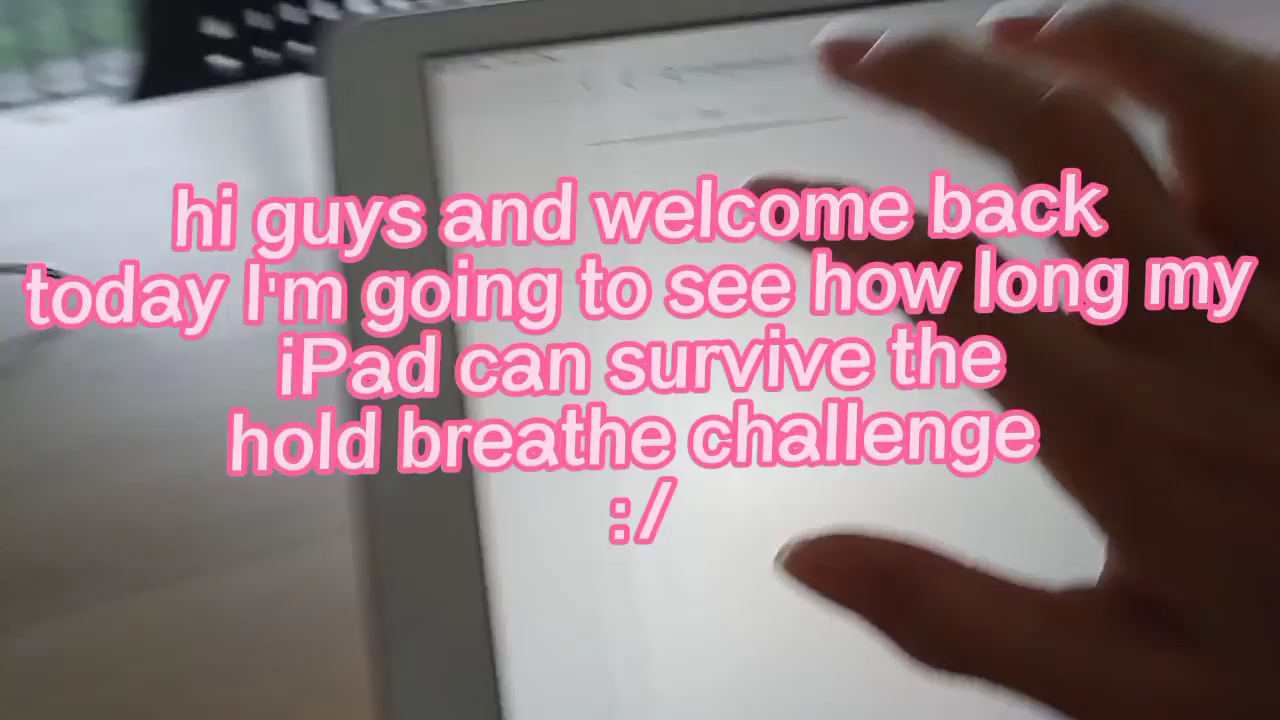 hi guys and welcome back
today I'm going to see how long my
iPad can survive the
hold breathe challenge
:/